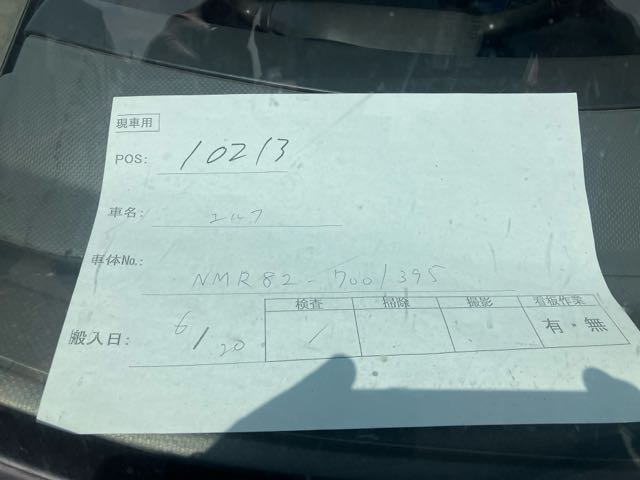 現車用
POS: 10213
車名: エルフ
車体No.: NMR82-7001395
搬入日: 6/20
検査 掃除 撮影 看板作業
/ 有・無